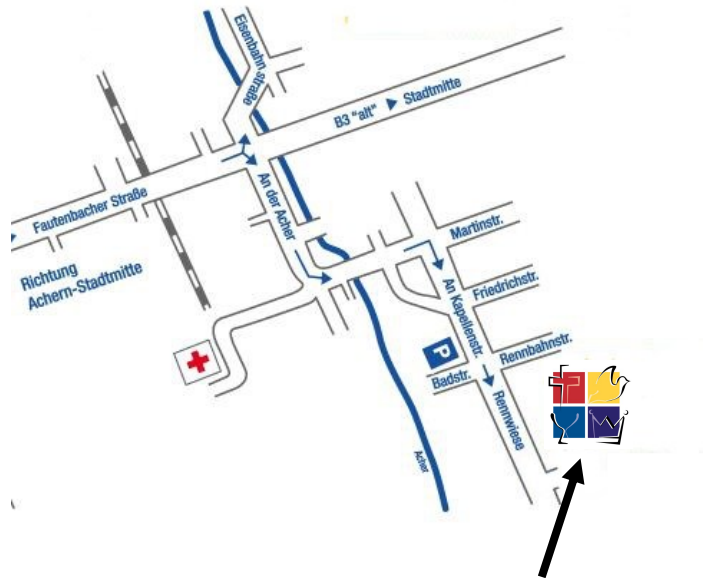 Eisenbahn Straße
B3 "alt" Stadtmitte
Fautenbacher Straße
An der Acher
Richtung
Achern-Stadtmitte
Martinstr.
Friedrichstr.
An Kapellenstr.
P
Rennbahnstr.
Badstr.
Rennwiese
Acher